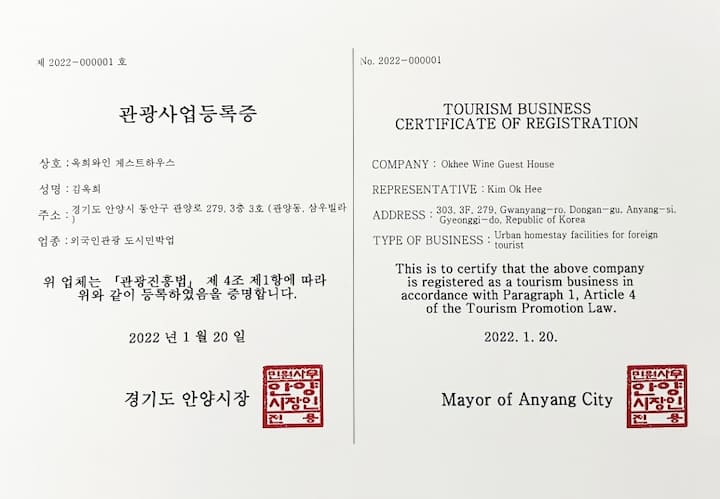 제 2022-000001 호
관광사업등록증
상호 : 옥희와인 게스트하우스
성명 : 김옥희
주소 : 경기도 안양시 동안구 관양로 279, 3층 3호 (관양동, 삼우빌라
)
업종 : 외국인관광 도시민박업
위 업체는 「관광진흥법」 제 4조 제1항에 따라
위와 같이 등록하였음을 증명합니다.
2022 년 1 월 20 일
경기도 안양시장
민원사무
안양
시장인
전용
No. 2022-000001
TOURISM BUSINESS
CERTIFICATE OF REGISTRATION
COMPANY : Okhee Wine Guest House
REPRESENTATIVE : Kim Ok Hee
ADDRESS : 303, 3F, 279, Gwanyang-ro, Dongan-gu, Anyang-si,
Gyeonggi-do, Republic of Korea
TYPE OF BUSINESS : Urban homestay facilities for foreign
tourist
This is to certify that the above company
is registered as a tourism business in
accordance with Paragraph 1, Article 4
of the Tourism Promotion Law.
2022. 1. 20.
Mayor of Anyang City
민원사무
안양
시장인
전용